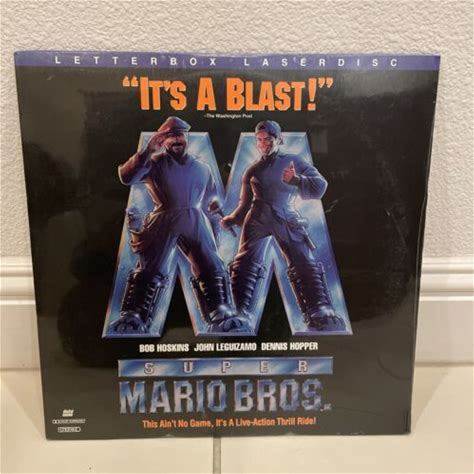 LETTERBOX LASERDISC
"IT'S A BLAST!"
-The Washington Post
BOB HOSKINS JOHN LEGUIZAMO DENNIS HOPPER
SUPER
MARIO BROS.
This Ain't No Game, It's A Live-Action Thrill Ride!